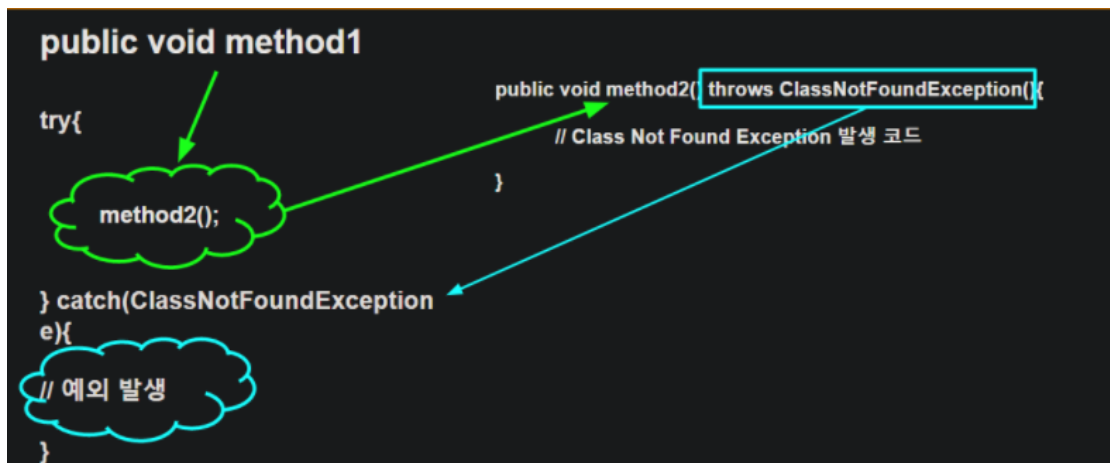 public void method1
try{
method2();
} catch(ClassNotFoundException
e){
// 예외 발생
}
public void method2() throws ClassNotFoundException(){
// Class Not Found Exception 발생 코드
}